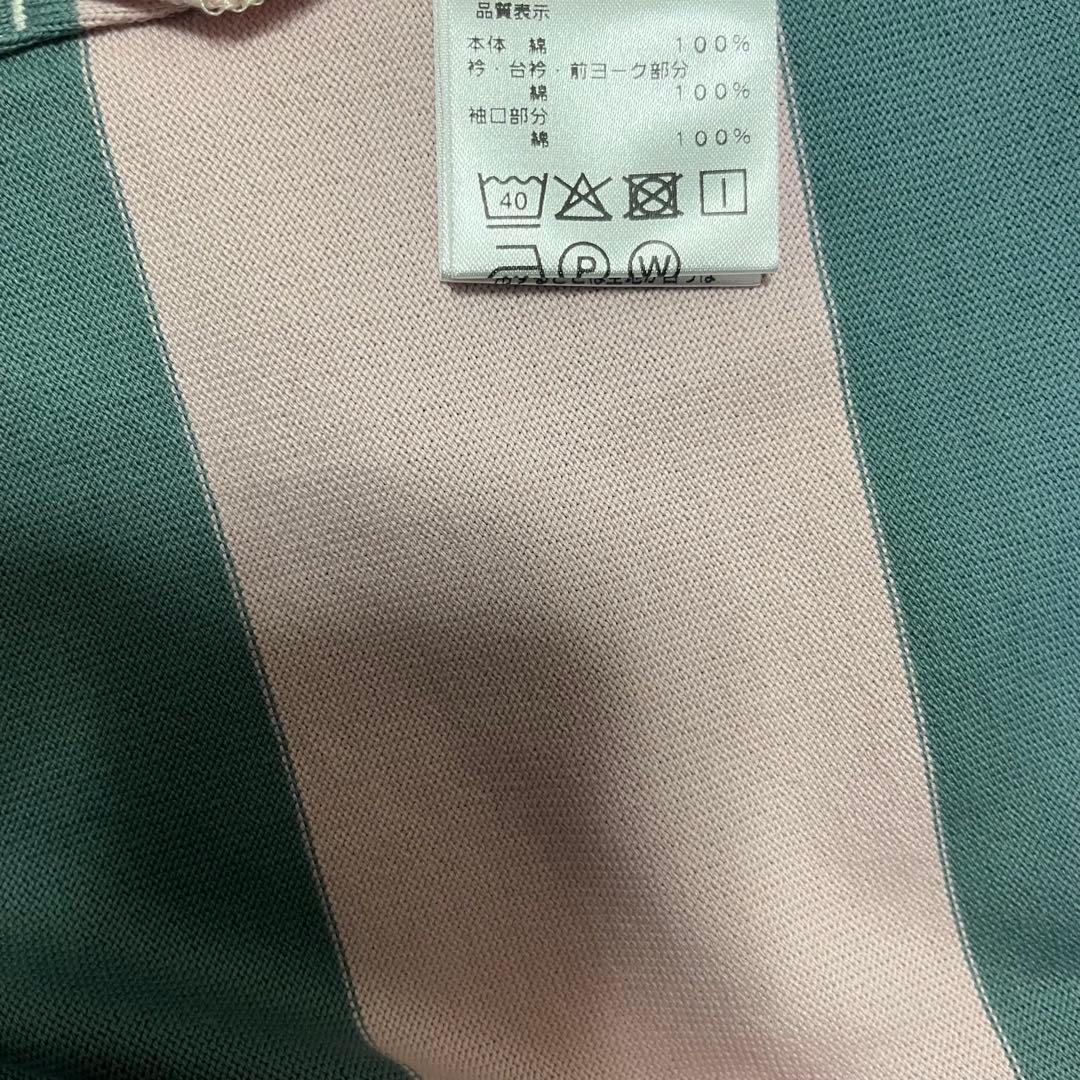 品質表示
本体 綿 100%
衿・台衿・前ヨーク部分
綿 100%
袖口部分
綿 100%
40
P W